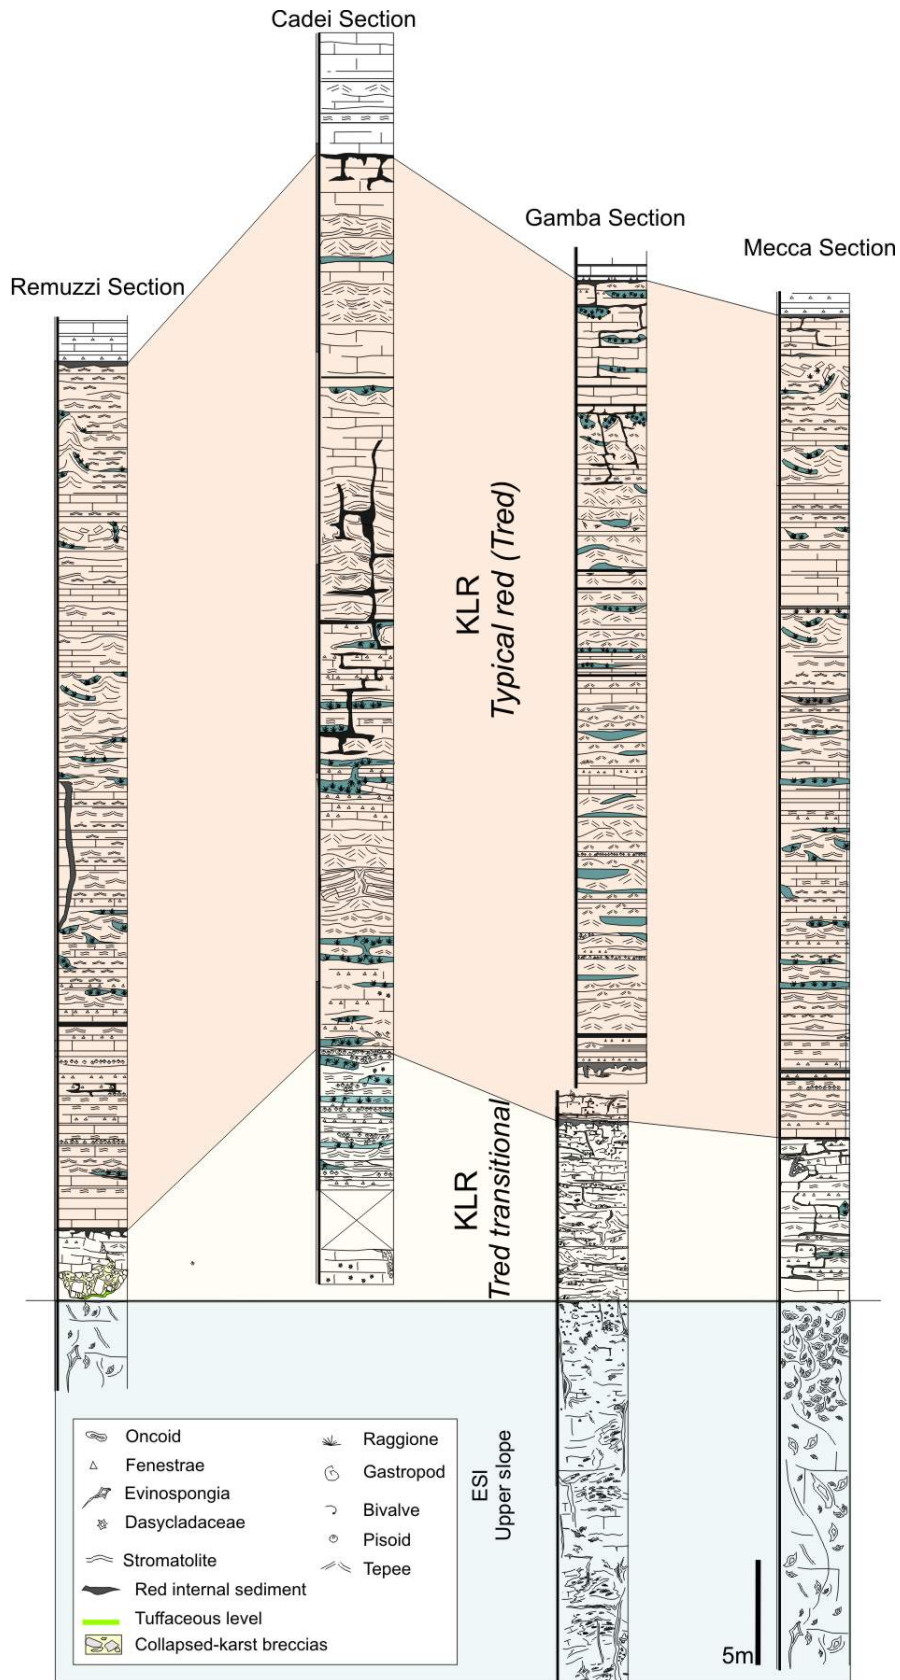 Cadei Section
Gamba Section
Mecca Section
Remuzzi Section
KLR
Typical red (Tred)
KLR
Tred transitional
ESI
Upper slope
Oncoid
Fenestrae
Evinospongia
Dasycladaceae
Stromatolite
Red internal sediment
Tuffaceous level
Collapsed-karst breccias
Raggione
Gastropod
Bivalve
Pisoid
Tepee
5m